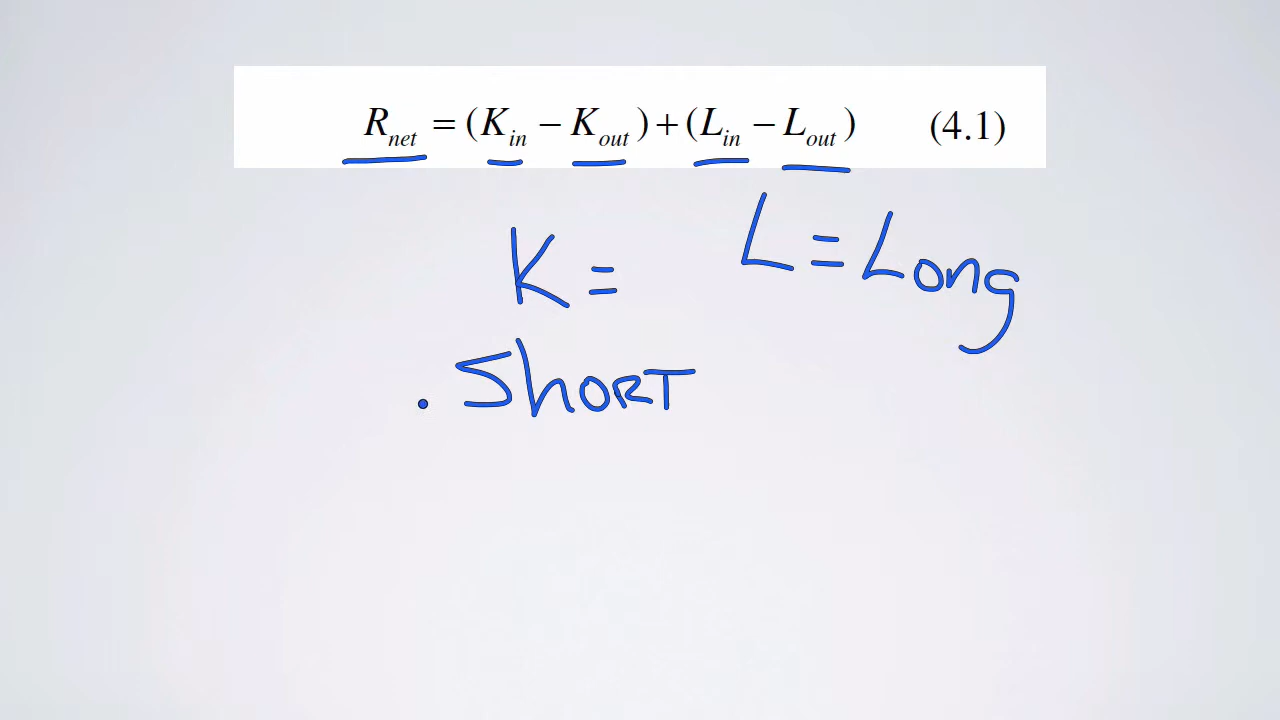 R_net = (K_in − K_out) + (L_in − L_out) (4.1)
K =
Short
L = Long